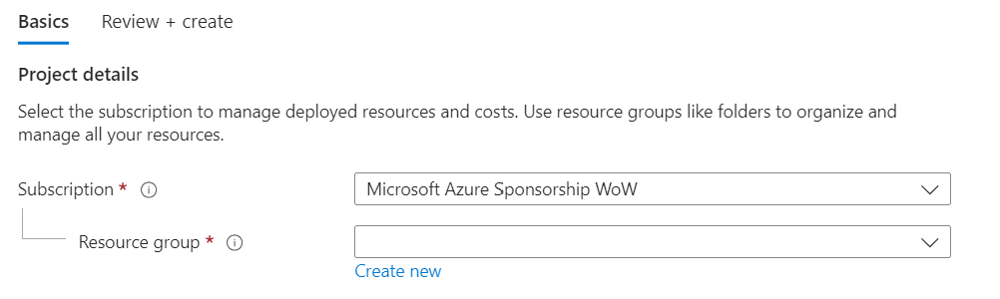 Basics Review + create
Project details
Select the subscription to manage deployed resources and costs. Use resource groups like folders to organize and
manage all your resources.
Subscription * Microsoft Azure Sponsorship WoW
Resource group *
Create new